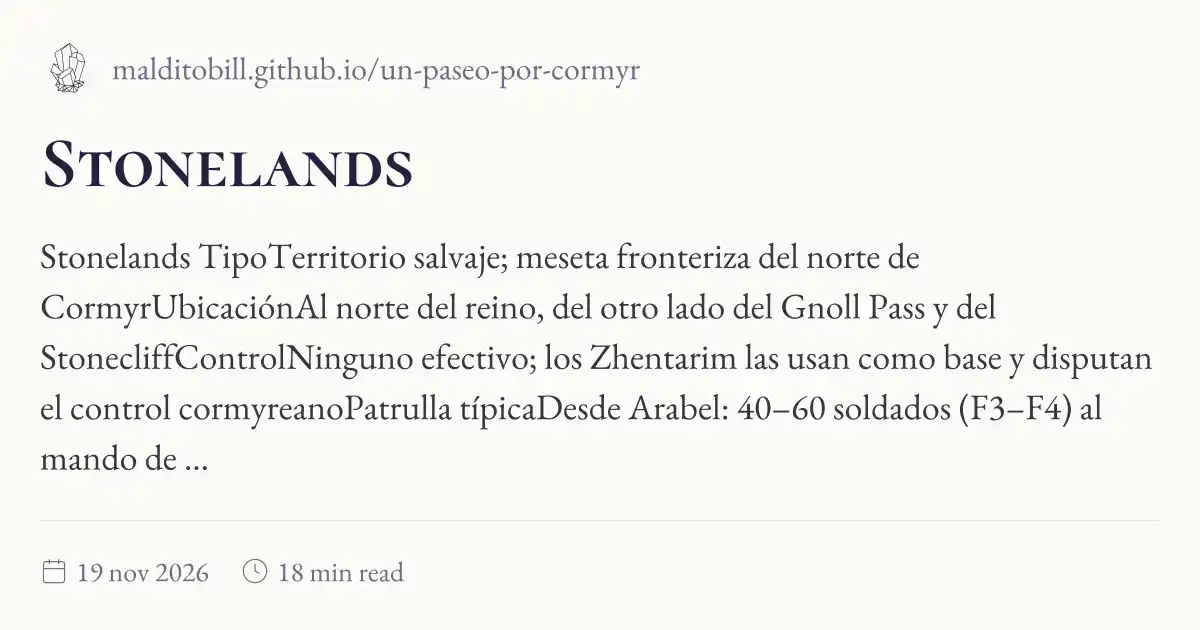 malditobill.github.io/un-paseo-por-cormyr
Stonelands
Stonelands TipoTerritorio salvaje; meseta fronteriza del norte de
CormyrUbicaciónAl norte del reino, del otro lado del Gnoll Pass y del
StonecliffControlNinguno efectivo; los Zhentarim las usan como base y disputan
el control cormyreanoPatrulla típicaDesde Arabel: 40–60 soldados (F3–F4) al
mando de ...
19 nov 2026 18 min read